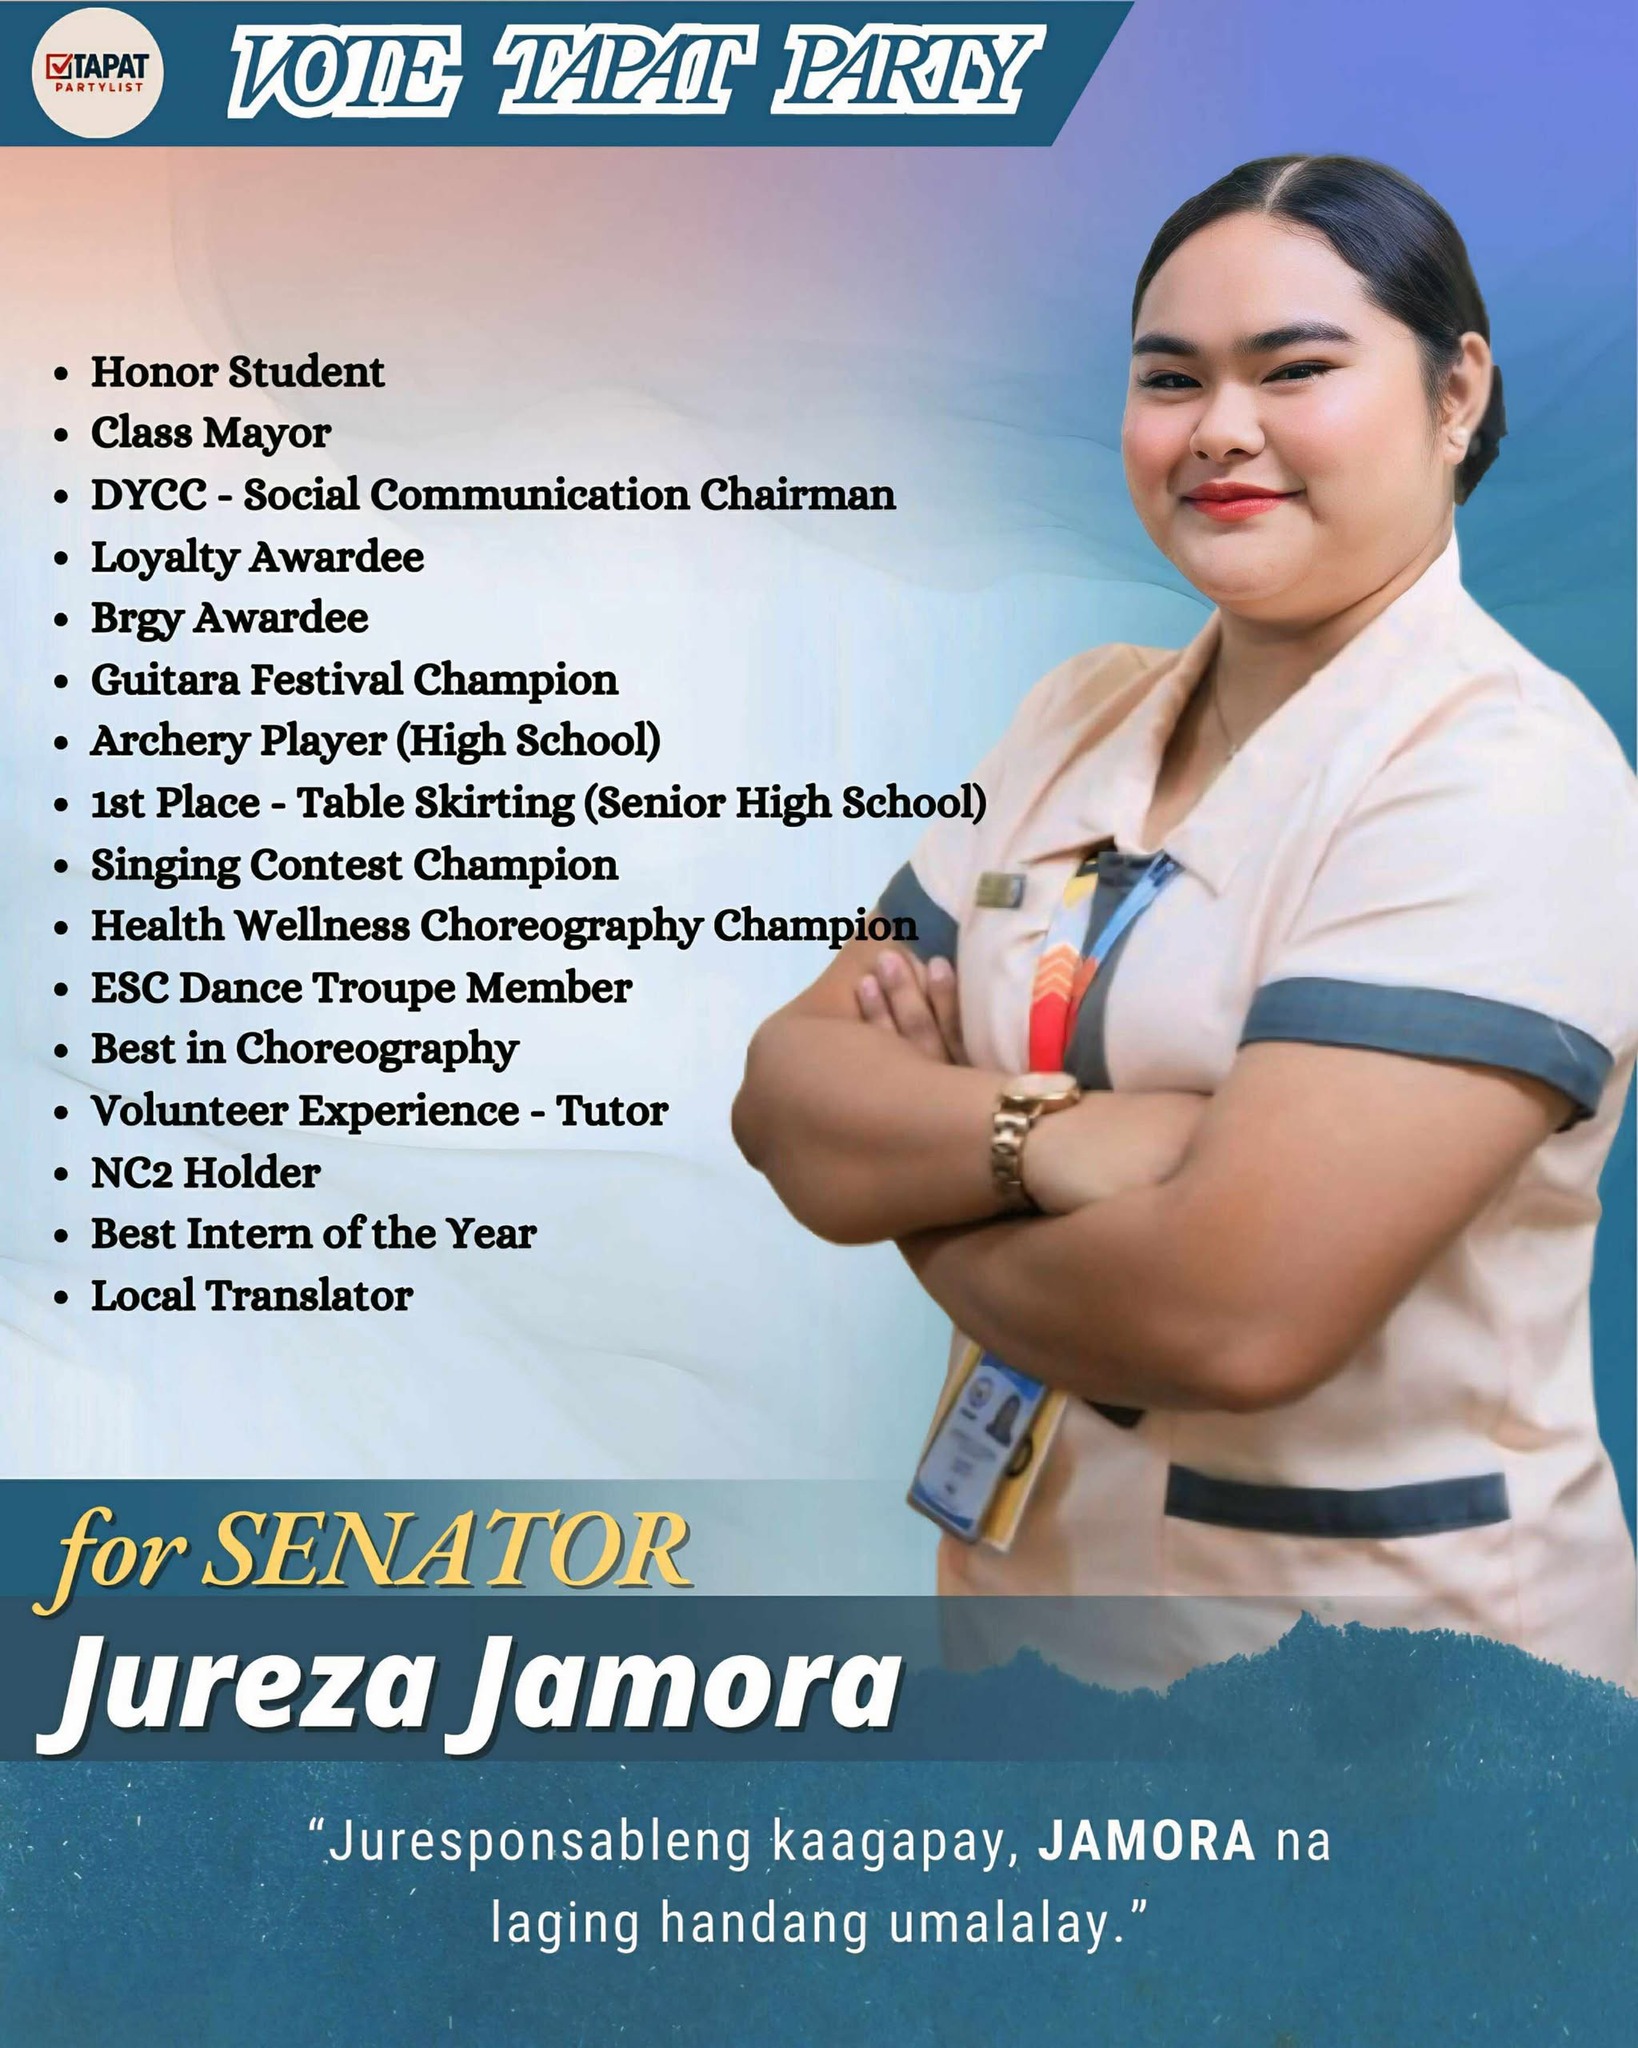 TAPAT
PARTYLIST
VOTE TAPAT PARTY
• Honor Student
• Class Mayor
• DYCC - Social Communication Chairman
• Loyalty Awardee
• Brgy Awardee
• Guitara Festival Champion
• Archery Player (High School)
• 1st Place - Table Skirting (Senior High School)
• Singing Contest Champion
• Health Wellness Choreography Champion
• ESC Dance Troupe Member
• Best in Choreography
• Volunteer Experience - Tutor
• NC2 Holder
• Best Intern of the Year
• Local Translator
for SENATOR
Jureza Jamora
“Juresponsableng kaagapay, JAMORA na
laging handang umalalay.”